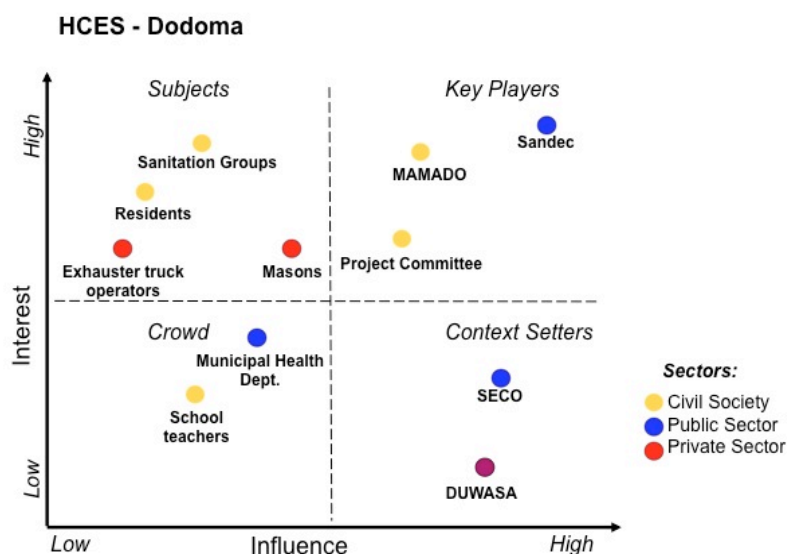 HCES - Dodoma
Subjects
Key Players
High
Sanitation Groups
MAMADO
Sandec
Residents
Exhauster truck
operators
Masons
Project Committee
Interest
Crowd
Context Setters
Municipal Health
Dept.
School
teachers
SECO
DUWASA
Low
Low
Influence
High
Sectors:
Civil Society
Public Sector
Private Sector